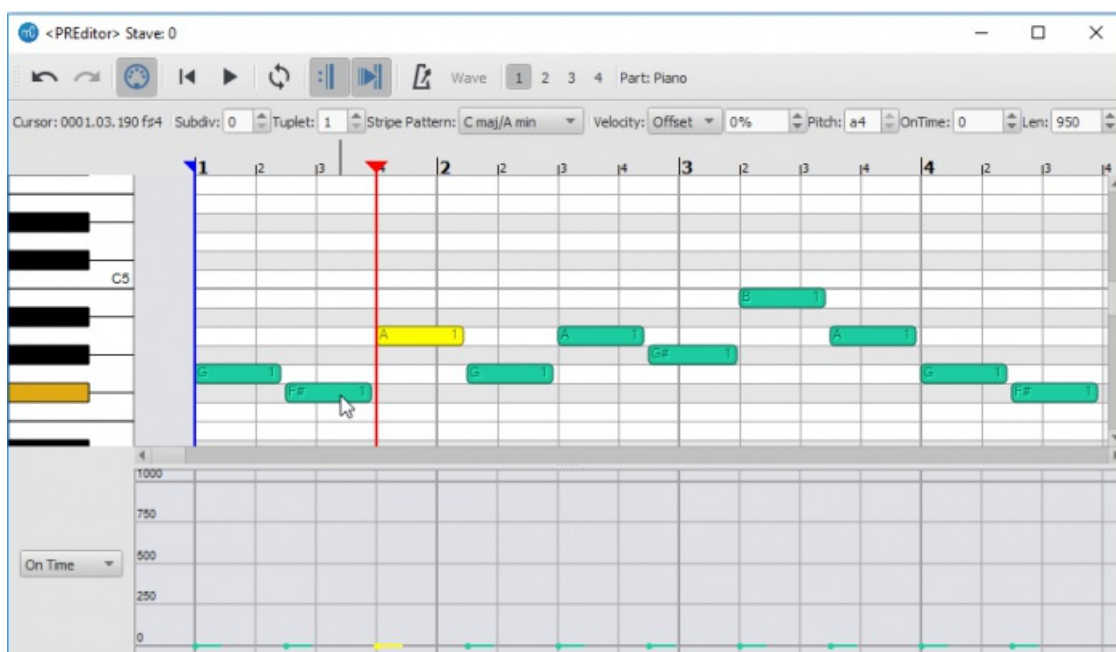 <PREditor> Stave: 0
Wave 1 2 3 4 Part: Piano
Cursor: 0001.03.190 f♯4 Subdiv: 0 Tuplet: 1 Stripe Pattern: C maj/A min Velocity: Offset 0% Pitch: a4 OnTime: 0 Len: 950
1 2 3 4 2 2 3 4 3 2 3 4 4 2 3 4
C5
B 1
A 1 A 1 A 1
G# 1
G 1 G 1 G 1
F# 1 F# 1
1000
750
On Time 500
250
0